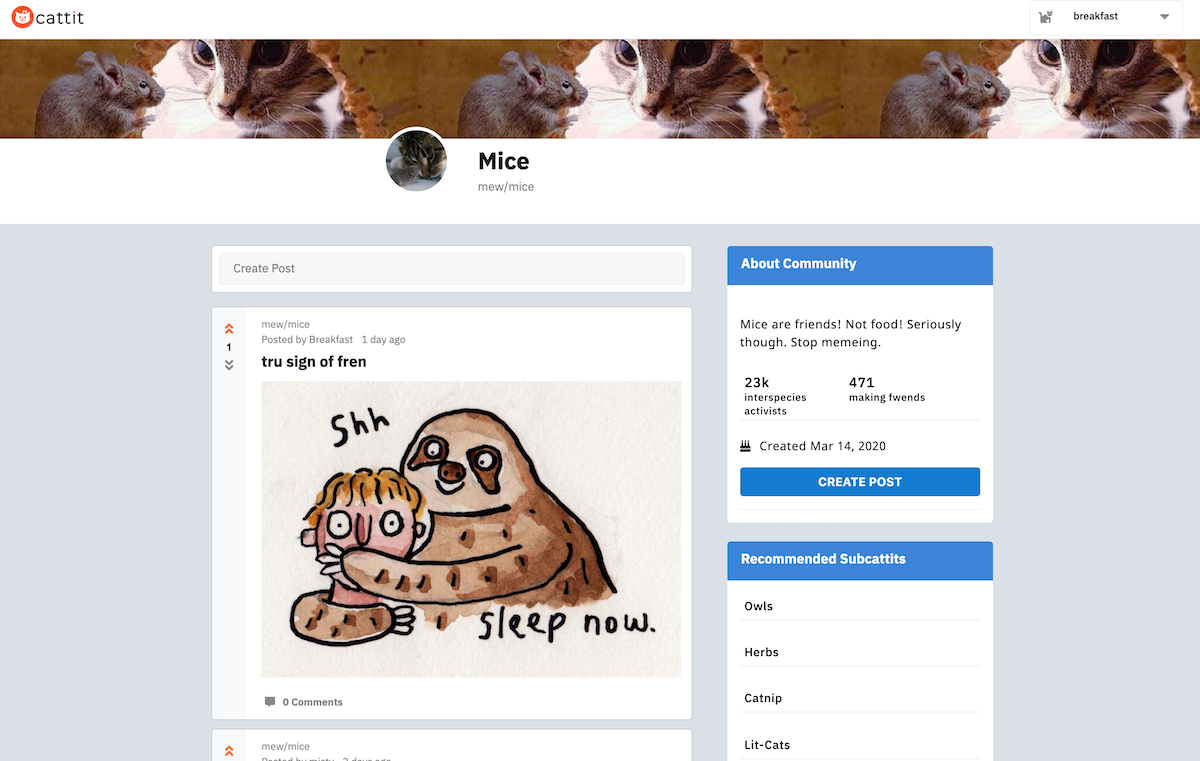 cattit
breakfast
Mice
mew/mice
Create Post
mew/mice
Posted by Breakfast 1 day ago
1
tru sign of fren
Shh
sleep now.
0 Comments
mew/mice
Posted by misty 2 days ago
About Community
Mice are friends! Not food! Seriously
though. Stop memeing.
23k
interspecies
activists
471
making fwends
Created Mar 14, 2020
CREATE POST
Recommended Subcattits
Owls
Herbs
Catnip
Lit-Cats